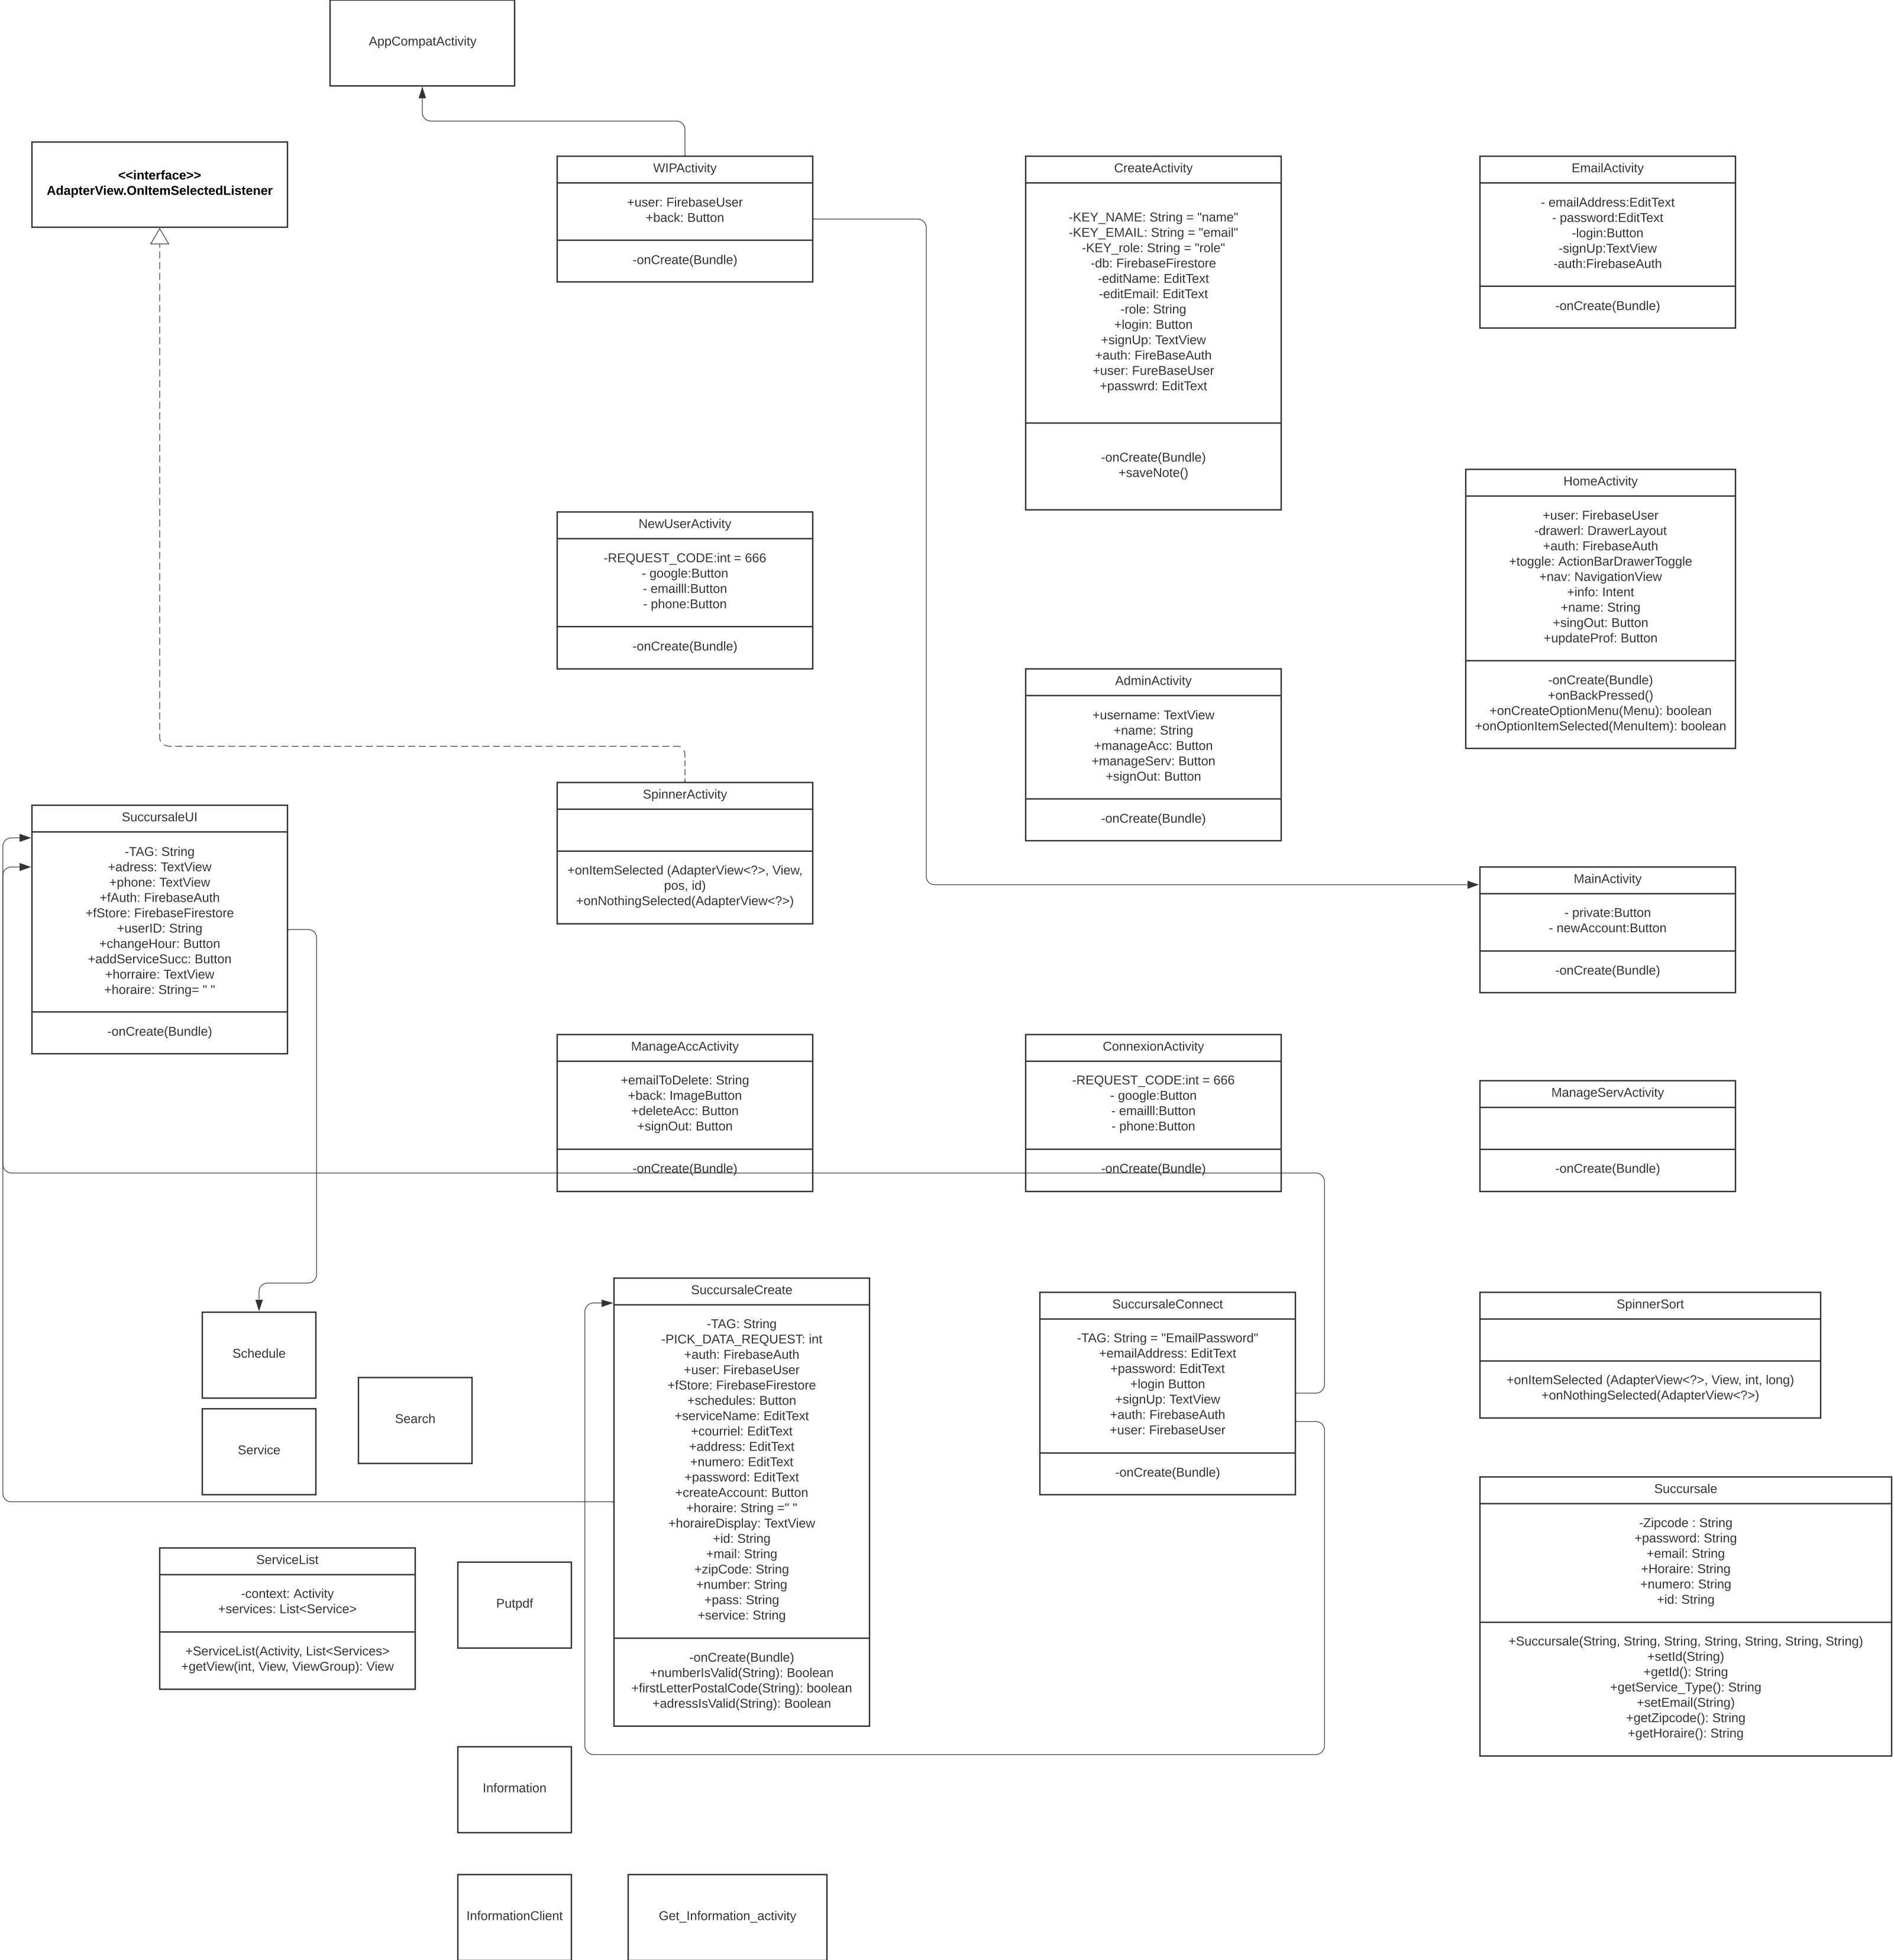 AppCompatActivity
<<interface>>
AdapterView.OnItemSelectedListener
WIPActivity
+user: FirebaseUser
+back: Button
-onCreate(Bundle)
CreateActivity
-KEY_NAME: String = "name"
-KEY_EMAIL: String = "email"
-KEY_role: String = "role"
-db: FirebaseFirestore
-editName: EditText
-editEmail: EditText
-role: String
+login: Button
+signUp: TextView
+auth: FireBaseAuth
+user: FureBaseUser
+passwrd: EditText
-onCreate(Bundle)
+saveNote()
EmailActivity
- emailAddress:EditText
- password:EditText
-login:Button
-signUp:TextView
-auth:FirebaseAuth
-onCreate(Bundle)
HomeActivity
+user: FirebaseUser
-drawerl: DrawerLayout
+auth: FirebaseAuth
+toggle: ActionBarDrawerToggle
+nav: NavigationView
+info: Intent
+name: String
+singOut: Button
+updateProf: Button
-onCreate(Bundle)
+onBackPressed()
+onCreateOptionMenu(Menu): boolean
+onOptionItemSelected(MenuItem): boolean
NewUserActivity
-REQUEST_CODE:int = 666
- google:Button
- emailll:Button
- phone:Button
-onCreate(Bundle)
AdminActivity
+username: TextView
+name: String
+manageAcc: Button
+manageServ: Button
+signOut: Button
-onCreate(Bundle)
SpinnerActivity
+onItemSelected (AdapterView<?>, View,
pos, id)
+onNothingSelected(AdapterView<?>)
SuccursaleUI
-TAG: String
+adress: TextView
+phone: TextView
+fAuth: FirebaseAuth
+fStore: FirebaseFirestore
+userID: String
+changeHour: Button
+addServiceSucc: Button
+horraire: TextView
+horaire: String= " "
-onCreate(Bundle)
MainActivity
- private:Button
- newAccount:Button
-onCreate(Bundle)
ManageAccActivity
+emailToDelete: String
+back: ImageButton
+deleteAcc: Button
+signOut: Button
-onCreate(Bundle)
ConnexionActivity
-REQUEST_CODE:int = 666
- google:Button
- emailll:Button
- phone:Button
-onCreate(Bundle)
ManageServActivity
-onCreate(Bundle)
Schedule
Search
Service
SuccursaleCreate
-TAG: String
-PICK_DATA_REQUEST: int
+auth: FirebaseAuth
+user: FirebaseUser
+fStore: FirebaseFirestore
+schedules: Button
+serviceName: EditText
+courriel: EditText
+address: EditText
+numero: EditText
+password: EditText
+createAccount: Button
+horaire: String =" "
+horaireDisplay: TextView
+id: String
+mail: String
+zipCode: String
+number: String
+pass: String
+service: String
-onCreate(Bundle)
+numberIsValid(String): Boolean
+firstLetterPostalCode(String): boolean
+adressIsValid(String): Boolean
SuccursaleConnect
-TAG: String = "EmailPassword"
+emailAddress: EditText
+password: EditText
+login Button
+signUp: TextView
+auth: FirebaseAuth
+user: FirebaseUser
-onCreate(Bundle)
SpinnerSort
+onItemSelected (AdapterView<?>, View, int, long)
+onNothingSelected(AdapterView<?>)
Succursale
-Zipcode : String
+password: String
+email: String
+Horaire: String
+numero: String
+id: String
+Succursale(String, String, String, String, String, String, String)
+setId(String)
+getId(): String
+getService_Type(): String
+setEmail(String)
+getZipcode(): String
+getHoraire(): String
ServiceList
-context: Activity
+services: List<Service>
+ServiceList(Activity, List<Services>
+getView(int, View, ViewGroup): View
Putpdf
Information
InformationClient
Get_Information_activity